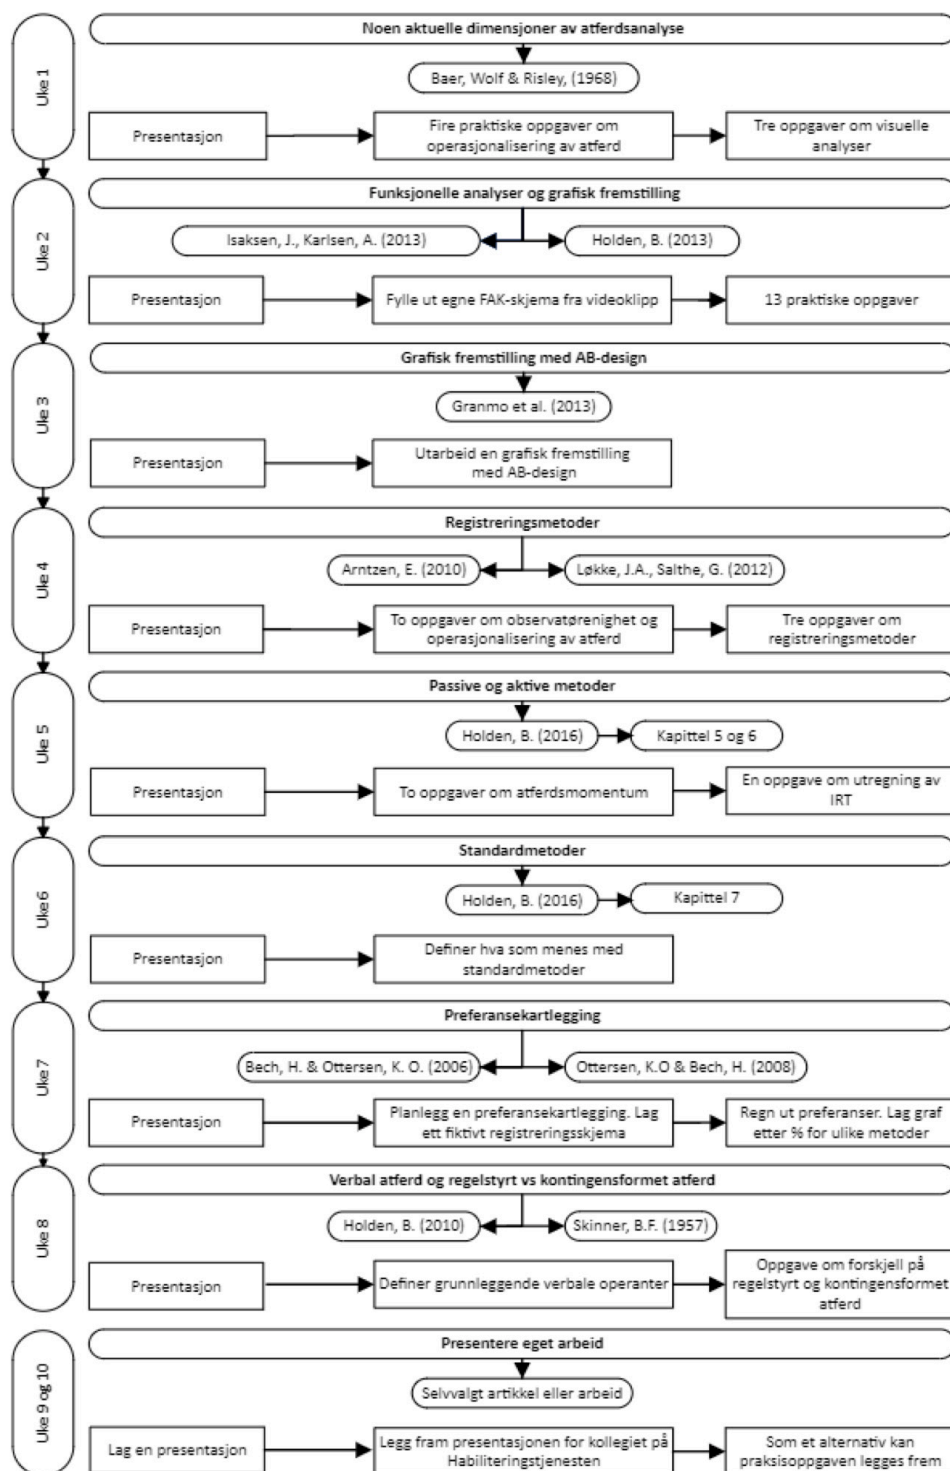 Uke 1
Noen aktuelle dimensjoner av atferdsanalyse
Baer, Wolf & Risley, (1968)
Presentasjon
Fire praktiske oppgaver om
operasjonalisering av atferd
Tre oppgaver om visuelle
analyser
Uke 2
Funksjonelle analyser og grafisk fremstilling
Isaksen, J., Karlsen, A. (2013)
Holden, B. (2013)
Presentasjon
Fylle ut egne FAK-skjema fra videoklipp
13 praktiske oppgaver
Uke 3
Grafisk fremstilling med AB-design
Granmo et al. (2013)
Presentasjon
Utarbeid en grafisk fremstilling
med AB-design
Uke 4
Registreringsmetoder
Arntzen, E. (2010)
Løkke, J.A., Salthe, G. (2012)
Presentasjon
To oppgaver om observatørenighet og
operasjonalisering av atferd
Tre oppgaver om
registreringsmetoder
Uke 5
Passive og aktive metoder
Holden, B. (2016)
Kapittel 5 og 6
Presentasjon
To oppgaver om atferdsmomentum
En oppgave om utregning av
IRT
Uke 6
Standardmetoder
Holden, B. (2016)
Kapittel 7
Presentasjon
Definer hva som menes med
standardmetoder
Uke 7
Preferansekartlegging
Bech, H. & Ottersen, K. O. (2006)
Ottersen, K.O & Bech, H. (2008)
Presentasjon
Planlegg en preferansekartlegging. Lag
ett fiktivt registreringsskjema
Regn ut preferanser. Lag graf
etter % for ulike metoder
Uke 8
Verbal atferd og regelstyrt vs kontingensformet atferd
Holden, B. (2010)
Skinner, B.F. (1957)
Presentasjon
Definer grunnleggende verbale operanter
Oppgave om forskjell på
regelstyrt og kontingensformet
atferd
Uke 9 og 10
Presentere eget arbeid
Selvvalgt artikkel eller arbeid
Lag en presentasjon
Legg fram presentasjonen for kollegiet på
Habiliteringstjenesten
Som et alternativ kan
praksisoppgaven legges frem